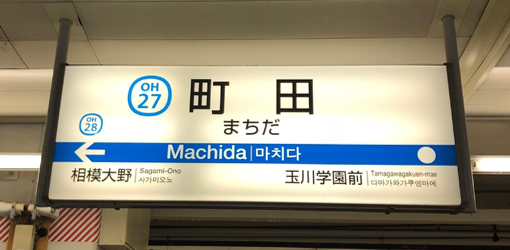 OH
27
町田
まちだ
OH
28
Machida|마치다
相模大野
Sagami-Ono
사가미오노
玉川学園前
Tamagawagakuen-mae
다마가와가쿠엔마에